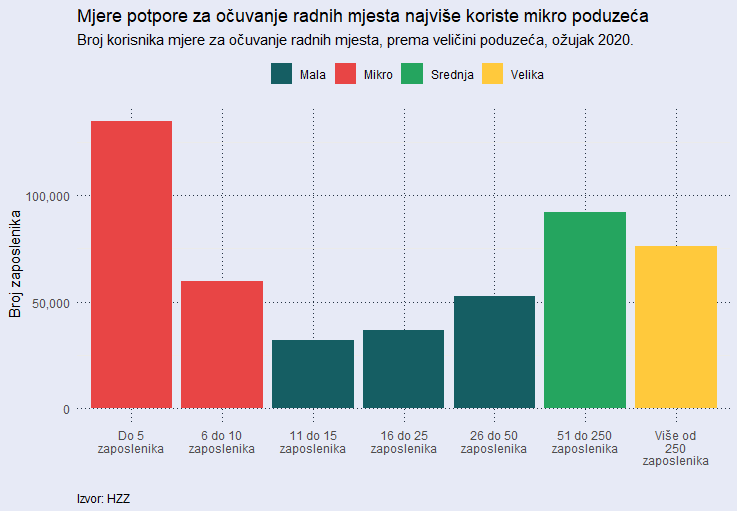 Mjere potpore za očuvanje radnih mjesta najviše koriste mikro poduzeća
Broj korisnika mjere za očuvanje radnih mjesta, prema veličini poduzeća, ožujak 2020.
Mala
Mikro
Srednja
Velika
Broj zaposlenika
100,000
50,000
0
Do 5
zaposlenika
6 do 10
zaposlenika
11 do 15
zaposlenika
16 do 25
zaposlenika
26 do 50
zaposlenika
51 do 250
zaposlenika
Više od
250
zaposlenika
Izvor: HZZ